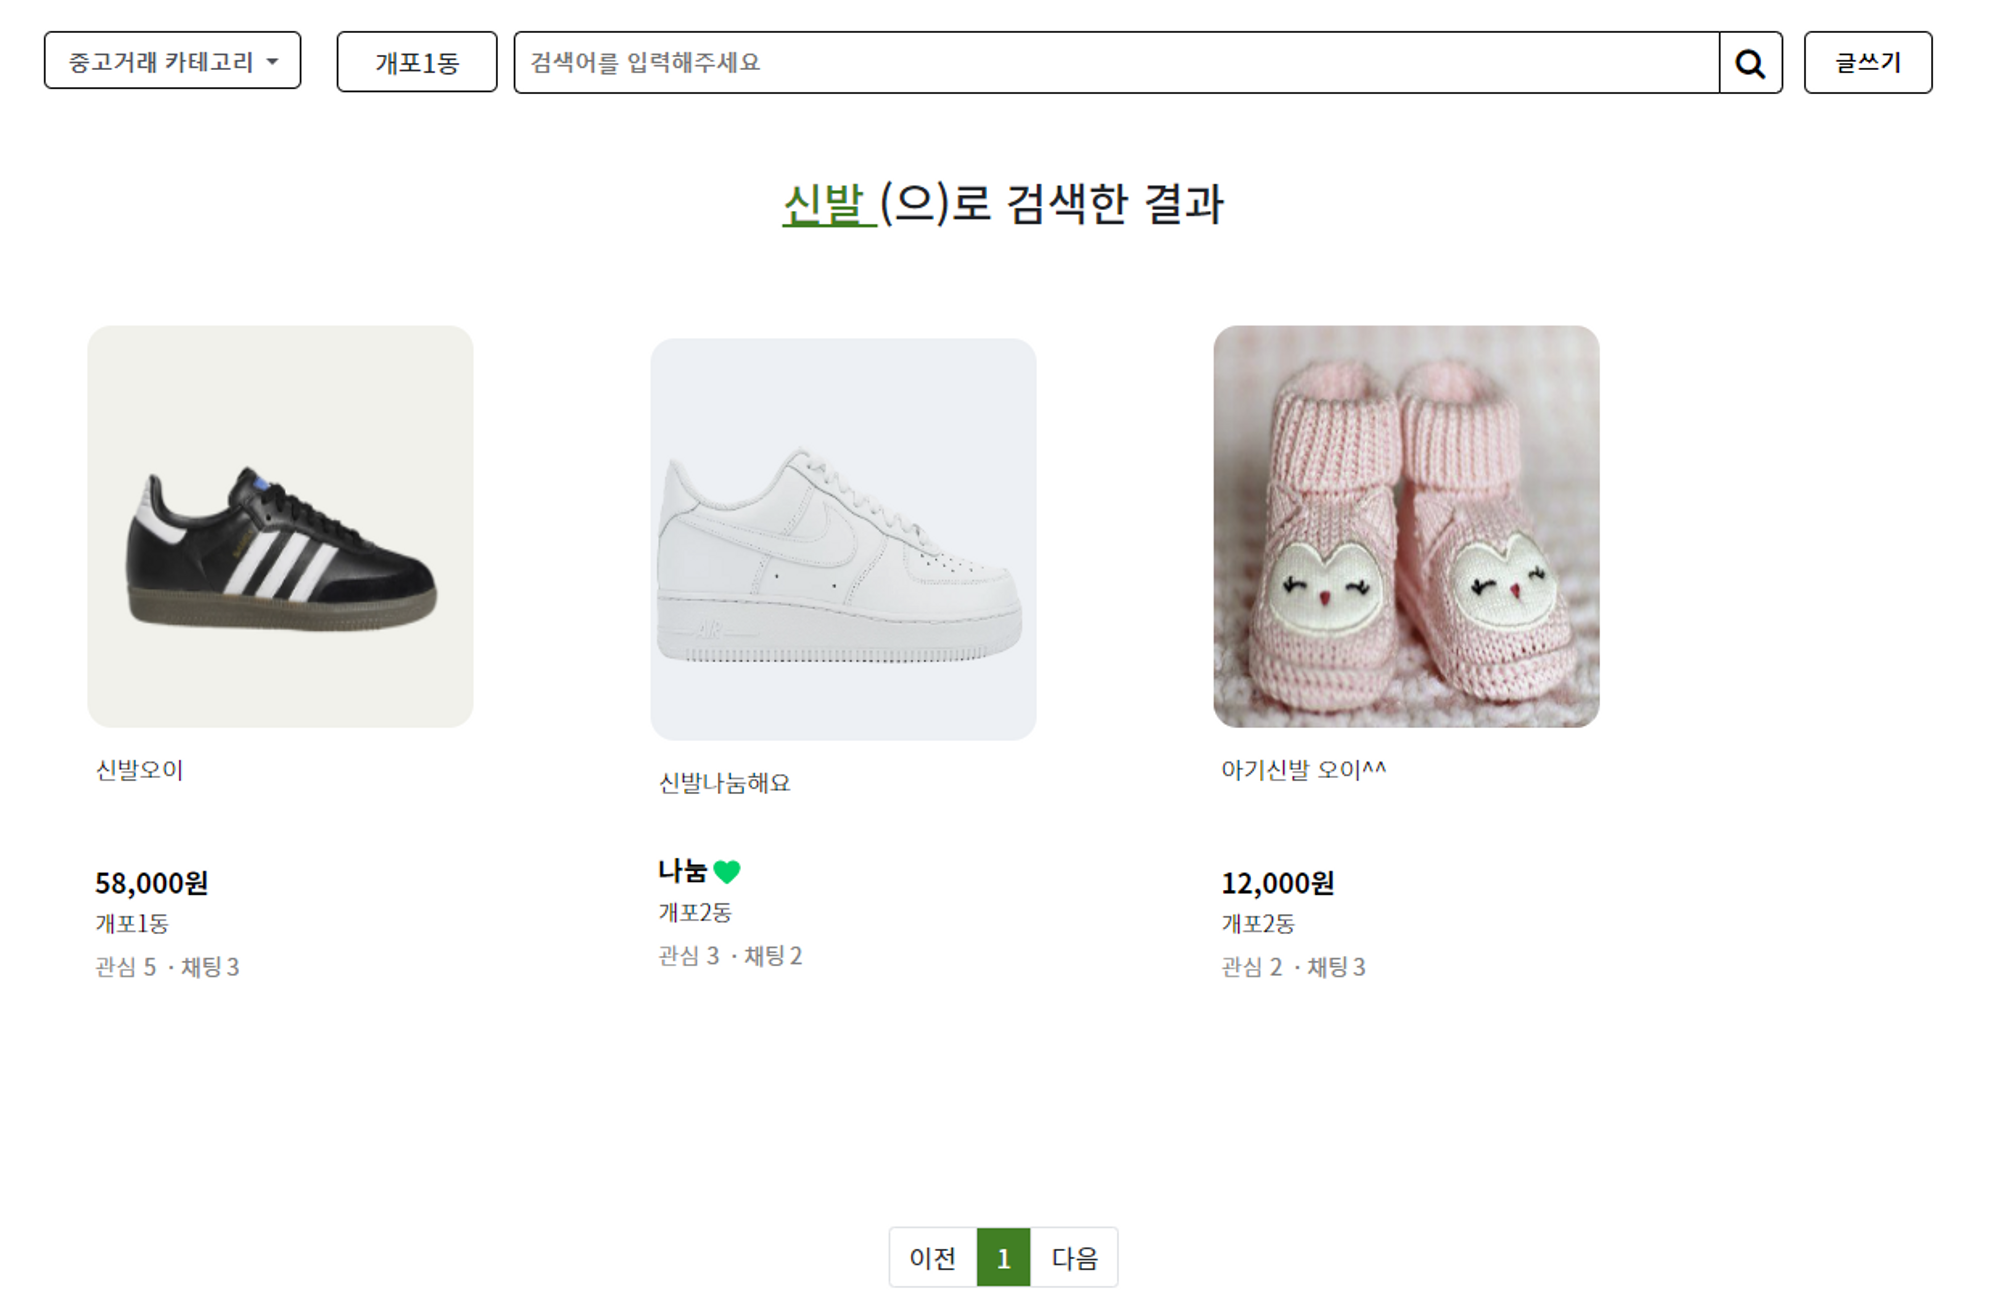 중고거래 카테고리
개포1동
검색어를 입력해주세요
글쓰기
신발 (으)로 검색한 결과
AIR
신발오이
58,000원
개포1동
관심 5 · 채팅 3
신발나눔해요
나눔
개포2동
관심 3 · 채팅 2
아기신발 오이^^
12,000원
개포2동
관심 2 · 채팅 3
이전 1 다음